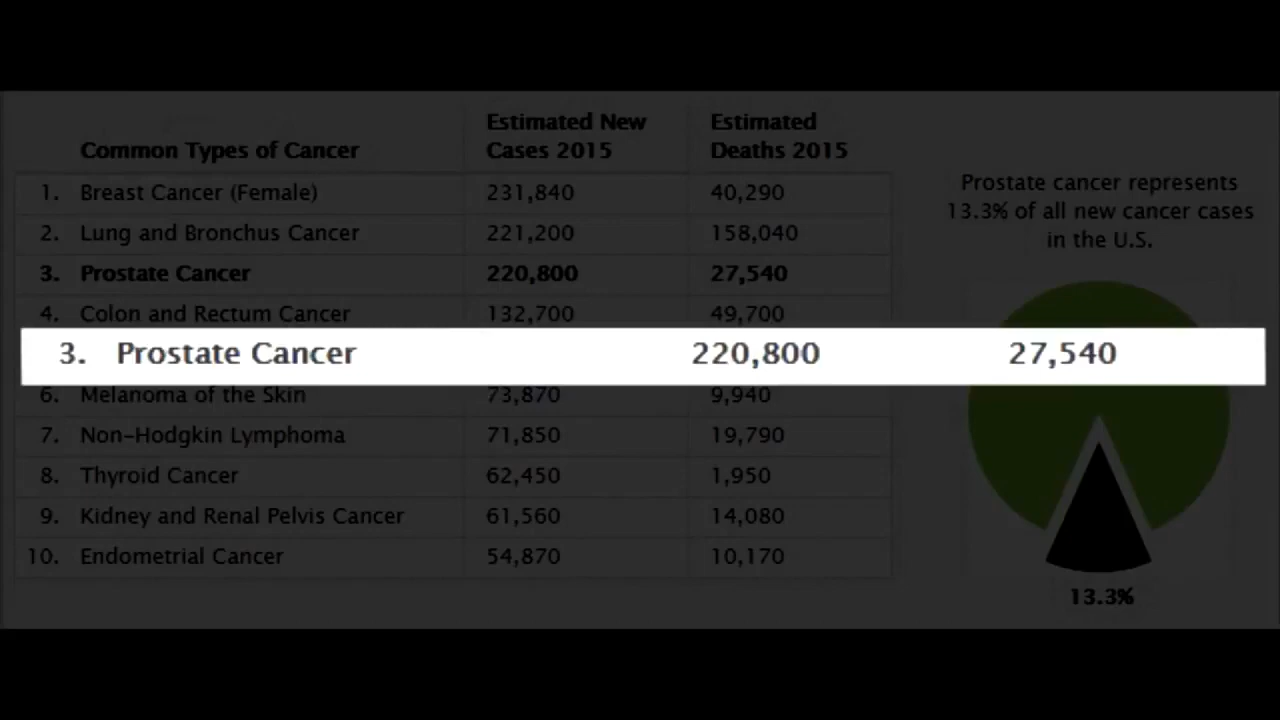 Common Types of Cancer Estimated New Cases 2015 Estimated Deaths 2015
1. Breast Cancer (Female) 231,840 40,290
2. Lung and Bronchus Cancer 221,200 158,040
3. Prostate Cancer 220,800 27,540
4. Colon and Rectum Cancer 132,700 49,700
3. Prostate Cancer 220,800 27,540
6. Melanoma of the Skin 73,870 9,940
7. Non-Hodgkin Lymphoma 71,850 19,790
8. Thyroid Cancer 62,450 1,950
9. Kidney and Renal Pelvis Cancer 61,560 14,080
10. Endometrial Cancer 54,870 10,170
Prostate cancer represents
13.3% of all new cancer cases
in the U.S.
13.3%